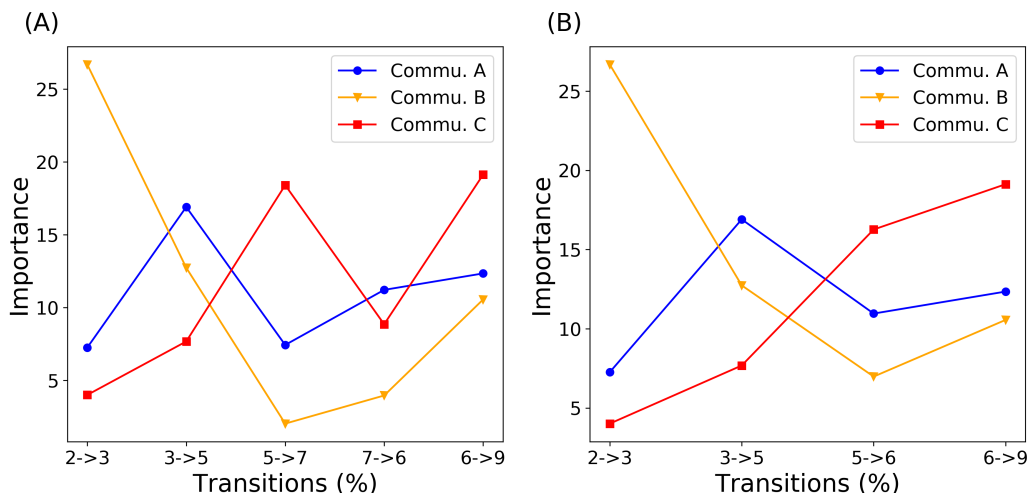 (A)
Importance
25
20
15
10
5
Commu. A
Commu. B
Commu. C
2->3 3->5 5->7 7->6 6->9
Transitions (%)
(B)
Importance
25
20
15
10
5
Commu. A
Commu. B
Commu. C
2->3 3->5 5->6 6->9
Transitions (%)